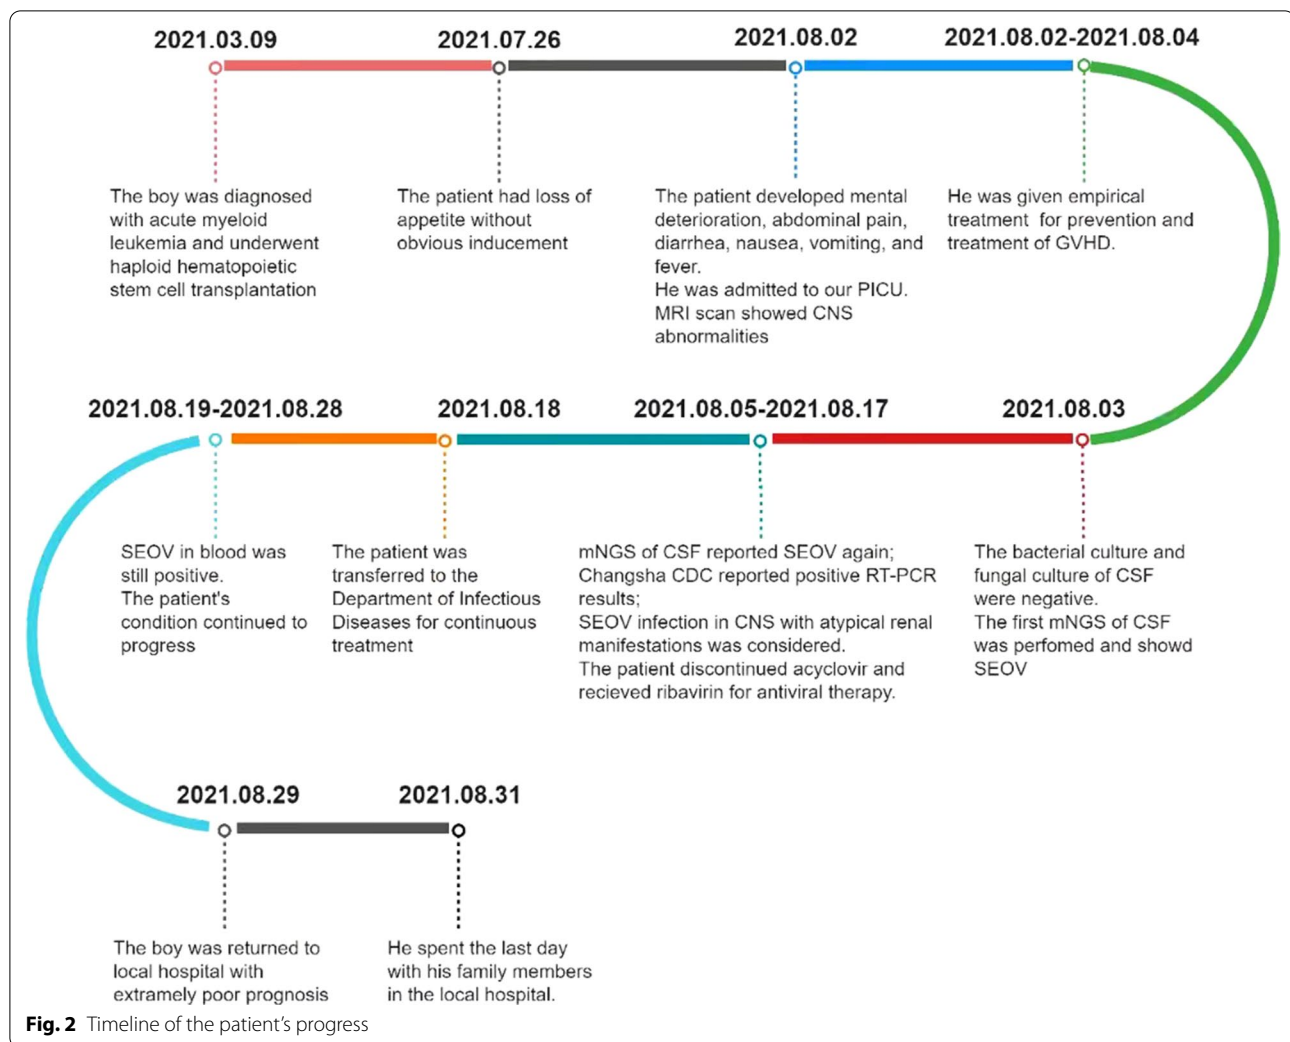 2021.03.09
The boy was diagnosed
with acute myeloid
leukemia and underwent
haploid hematopoietic
stem cell transplantation
2021.07.26
The patient had loss of
appetite without
obvious inducement
2021.08.02
The patient developed mental
deterioration, abdominal pain,
diarrhea, nausea, vomiting, and
fever.
He was admitted to our PICU.
MRI scan showed CNS
abnormalities
2021.08.02-2021.08.04
He was given empirical
treatment for prevention and
treatment of GVHD.
2021.08.03
The bacterial culture and
fungal culture of CSF
were negative.
The first mNGS of CSF
was perfomed and showd
SEOV
2021.08.05-2021.08.17
mNGS of CSF reported SEOV again;
Changsha CDC reported positive RT-PCR
results;
SEOV infection in CNS with atypical renal
manifestations was considered.
The patient discontinued acyclovir and
recieved ribavirin for antiviral therapy.
2021.08.18
The patient was
transferred to the
Department of Infectious
Diseases for continuous
treatment
2021.08.19-2021.08.28
SEOV in blood was
still positive.
The patient's
condition continued to
progress
2021.08.29
The boy was returned to
local hospital with
extramely poor prognosis
2021.08.31
He spent the last day
with his family members
in the local hospital.
Fig. 2 Timeline of the patient’s progress